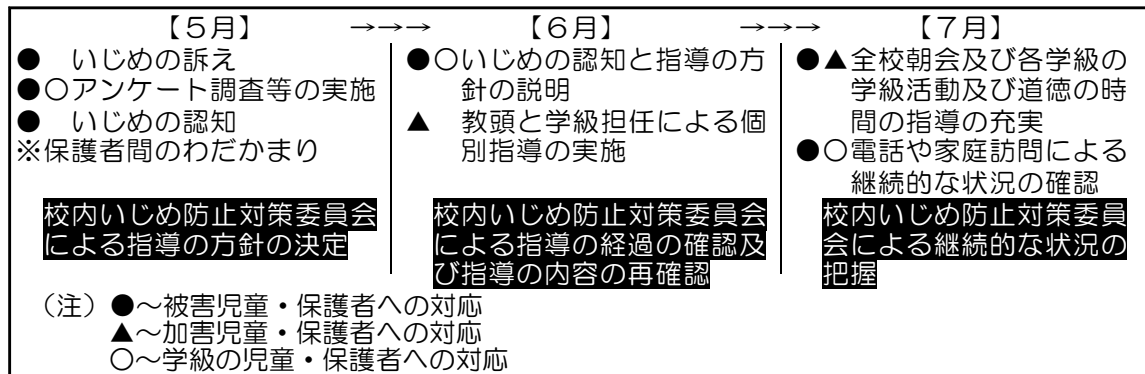 【５月】 →→→ 【６月】 →→→ 【７月】
● いじめの訴え
●○アンケート調査等の実施
● いじめの認知
※保護者間のわだかまり
校内いじめ防止対策委員会
による指導の方針の決定
●○いじめの認知と指導の方
針の説明
▲ 教頭と学級担任による個
別指導の実施
校内いじめ防止対策委員会
による指導の経過の確認及
び指導の内容の再確認
●▲全校朝会及び各学級の
学級活動及び道徳の時
間の指導の充実
●○電話や家庭訪問による
継続的な状況の確認
校内いじめ防止対策委員
会による継続的な状況の
把握
（注）●～被害児童・保護者への対応
▲～加害児童・保護者への対応
○～学級の児童・保護者への対応